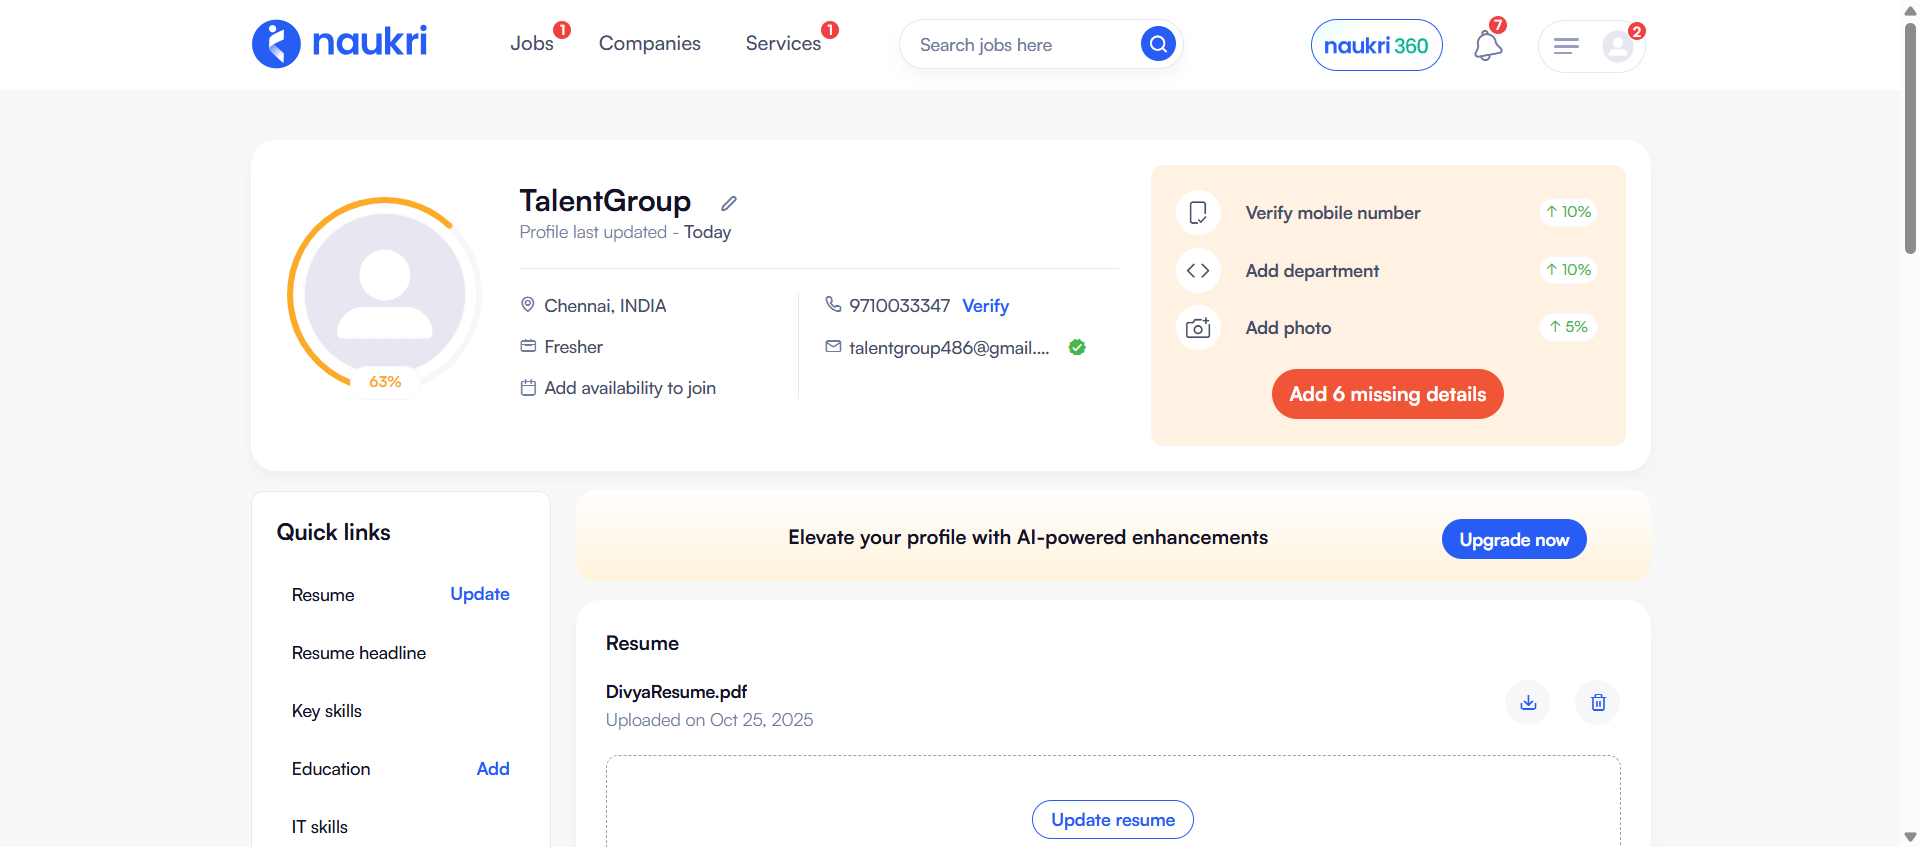 naukri
Jobs 1
Companies
Services 1
Search jobs here
naukri 360
7
2
TalentGroup
Profile last updated - Today
63%
Chennai, INDIA
Fresher
Add availability to join
9710033347 Verify
talentgroup486@gmail....
Verify mobile number ↑ 10%
Add department ↑ 10%
Add photo ↑ 5%
Add 6 missing details
Quick links
Resume Update
Resume headline
Key skills
Education Add
IT skills
Elevate your profile with AI-powered enhancements
Upgrade now
Resume
DivyaResume.pdf
Uploaded on Oct 25, 2025
Update resume